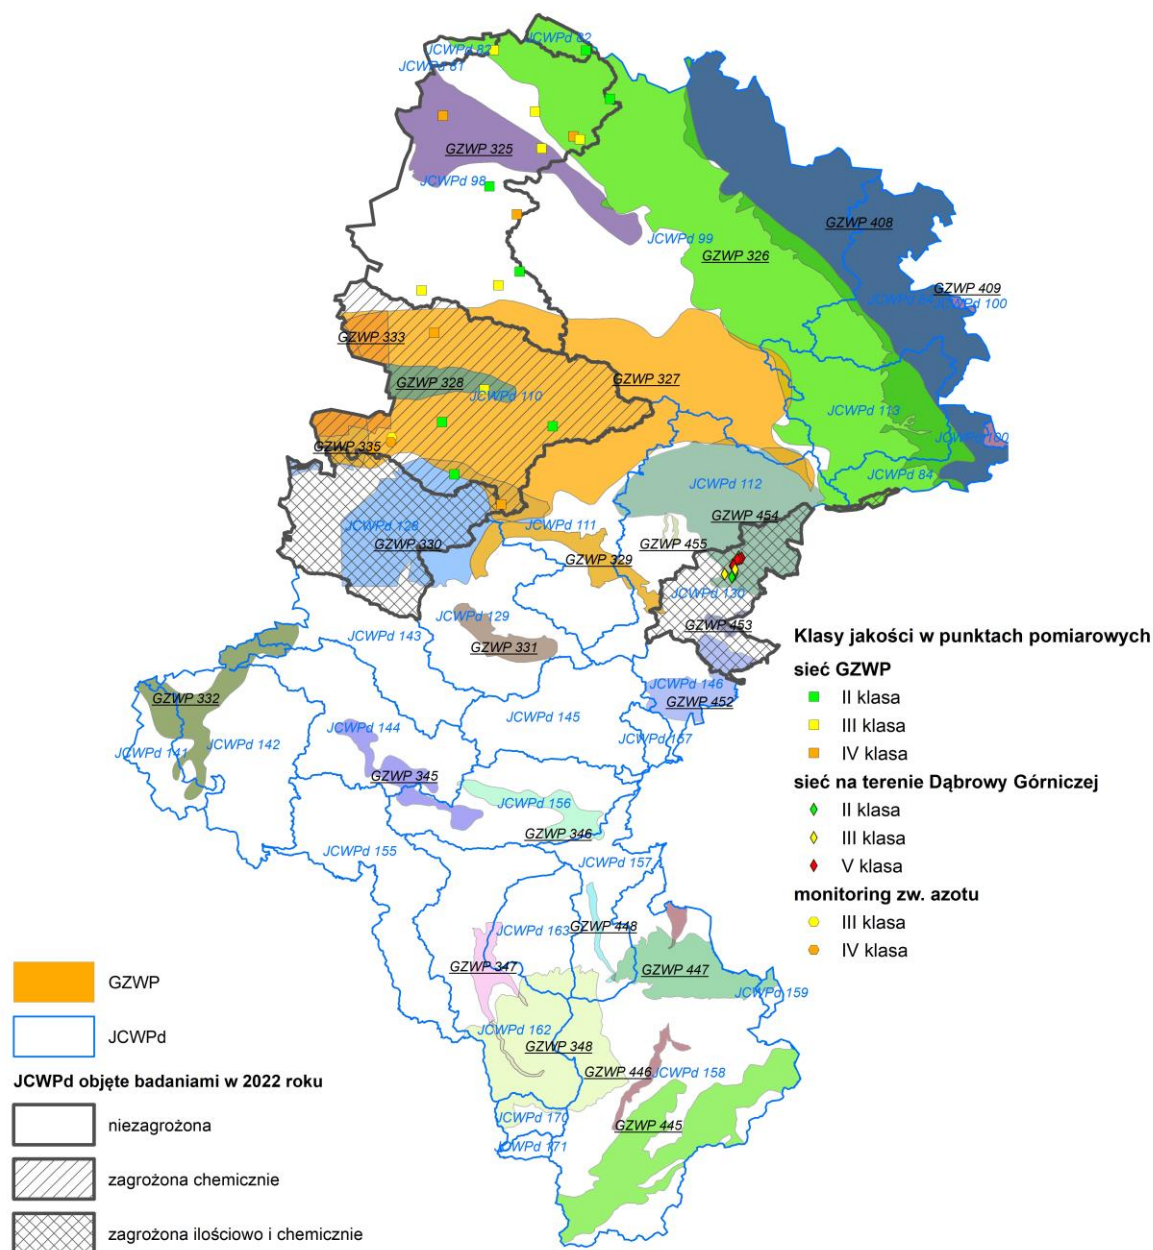 JCWPd 82
JCWPd 82
JCWPd 81
GZWP 325
JCWPd 98
GZWP 408
JCWPd 99
GZWP 326
GZWP 409
JCWPd 84
JCWPd 100
GZWP 333
GZWP 328
GZWP 327
JCWPd 110
JCWPd 113
GZWP 335
JCWPd 100
JCWPd 84
JCWPd 112
GZWP 454
JCWPd 128
JCWPd 111
GZWP 330
GZWP 455
GZWP 329
JCWPd 130
JCWPd 129
GZWP 453
JCWPd 143
GZWP 331
JCWPd 146
GZWP 332
GZWP 452
JCWPd 144
JCWPd 145
JCWPd 141
JCWPd 142
JCWPd 157
GZWP 345
JCWPd 156
GZWP 346
JCWPd 155
JCWPd 157
JCWPd 163
GZWP 448
GZWP 347
GZWP 447
JCWPd 159
JCWPd 162
GZWP 348
GZWP 446
JCWPd 158
JCWPd 170
GZWP 445
JCWPd 171
Klasy jakości w punktach pomiarowych
sieć GZWP
II klasa
III klasa
IV klasa
sieć na terenie Dąbrowy Górniczej
II klasa
III klasa
V klasa
monitoring zw. azotu
III klasa
IV klasa
GZWP
JCWPd
JCWPd objęte badaniami w 2022 roku
niezagrożona
zagrożona chemicznie
zagrożona ilościowo i chemicznie